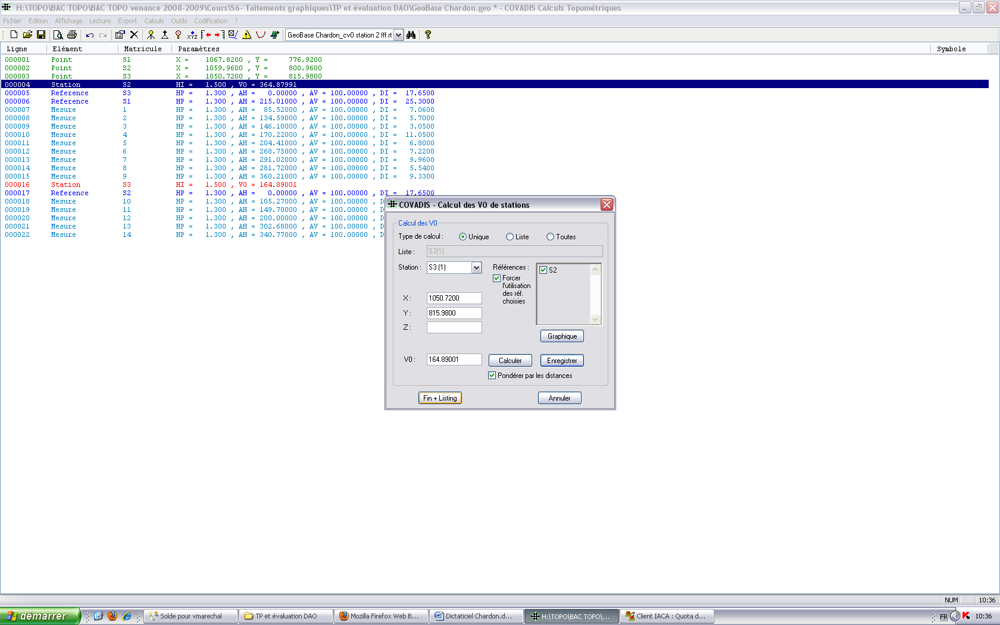 H:\TOPO\BAC TOPO\BAC TOPO venance 2008-2009\Cours\S6- Taitements graphiques\TP et évaluation DAO\GeoBase Chardon.geo * - COVADIS Calculs Topométriques
Fichier Edition Affichage Lecture Export Calculs Outils Codification ?
GeoBase Chardon_cv0 station 2 fff.rt
Ligne Elément Matricule Paramètres Symbole
000001 Point S1 X = 1067.8200 , Y = 776.9200
000002 Point S2 X = 1059.9600 , Y = 800.9600
000003 Point S3 X = 1050.7200 , Y = 815.9800
000004 Station S2 HI = 1.500 , V0 = 364.87991
000005 Reference S3 HP = 1.300 , AH = 0.00000 , AV = 100.00000 , DI = 17.6500
000006 Reference S1 HP = 1.300 , AH = 215.01000 , AV = 100.00000 , DI = 25.3000
000007 Mesure 1 HP = 1.300 , AH = 85.52000 , AV = 100.00000 , DI = 7.0600
000008 Mesure 2 HP = 1.300 , AH = 134.59000 , AV = 100.00000 , DI = 5.7000
000009 Mesure 3 HP = 1.300 , AH = 146.10000 , AV = 100.00000 , DI = 3.0500
000010 Mesure 4 HP = 1.300 , AH = 170.22000 , AV = 100.00000 , DI = 11.0500
000011 Mesure 5 HP = 1.300 , AH = 204.41000 , AV = 100.00000 , DI = 6.8000
000012 Mesure 6 HP = 1.300 , AH = 268.75000 , AV = 100.00000 , DI = 7.2200
000013 Mesure 7 HP = 1.300 , AH = 291.02000 , AV = 100.00000 , DI = 9.9600
000014 Mesure 8 HP = 1.300 , AH = 281.72000 , AV = 100.00000 , DI = 5.5400
000015 Mesure 9 HP = 1.300 , AH = 360.21000 , AV = 100.00000 , DI = 9.3300
000016 Station S3 HI = 1.500 , V0 = 164.89001
000017 Reference S2 HP = 1.300 , AH = 0.00000 , AV = 100.00000 , DI = 17.6500
000018 Mesure 10 HP = 1.300 , AH = 105.27000 , AV = 100.00000 , D
000019 Mesure 11 HP = 1.300 , AH = 149.70000 , AV = 100.00000 , D
000020 Mesure 12 HP = 1.300 , AH = 200.00000 , AV = 100.00000 , D
000021 Mesure 13 HP = 1.300 , AH = 302.68000 , AV = 100.00000 , D
000022 Mesure 14 HP = 1.300 , AH = 340.77000 , AV = 100.00000 , D
COVADIS - Calcul des V0 de stations
Calcul des V0
Type de calcul : Unique Liste Toutes
Liste : S2(1)
Station : S3 (1) Références : S2
Forcer
l'utilisation
des réf.
choisies
X : 1050.7200
Y : 815.9800
Z :
Graphique
V0 : 164.89001 Calculer Enregistrer
Pondérer par les distances
Fin + Listing Annuler
NUM 10:36
démarrer Solde pour vmarechal TP et évaluation DAO Mozilla Firefox Web B... Dictaticiel Chardon.d... H:\TOPO\BAC TOPO\... Client IACA : Quota d... FR 10:36